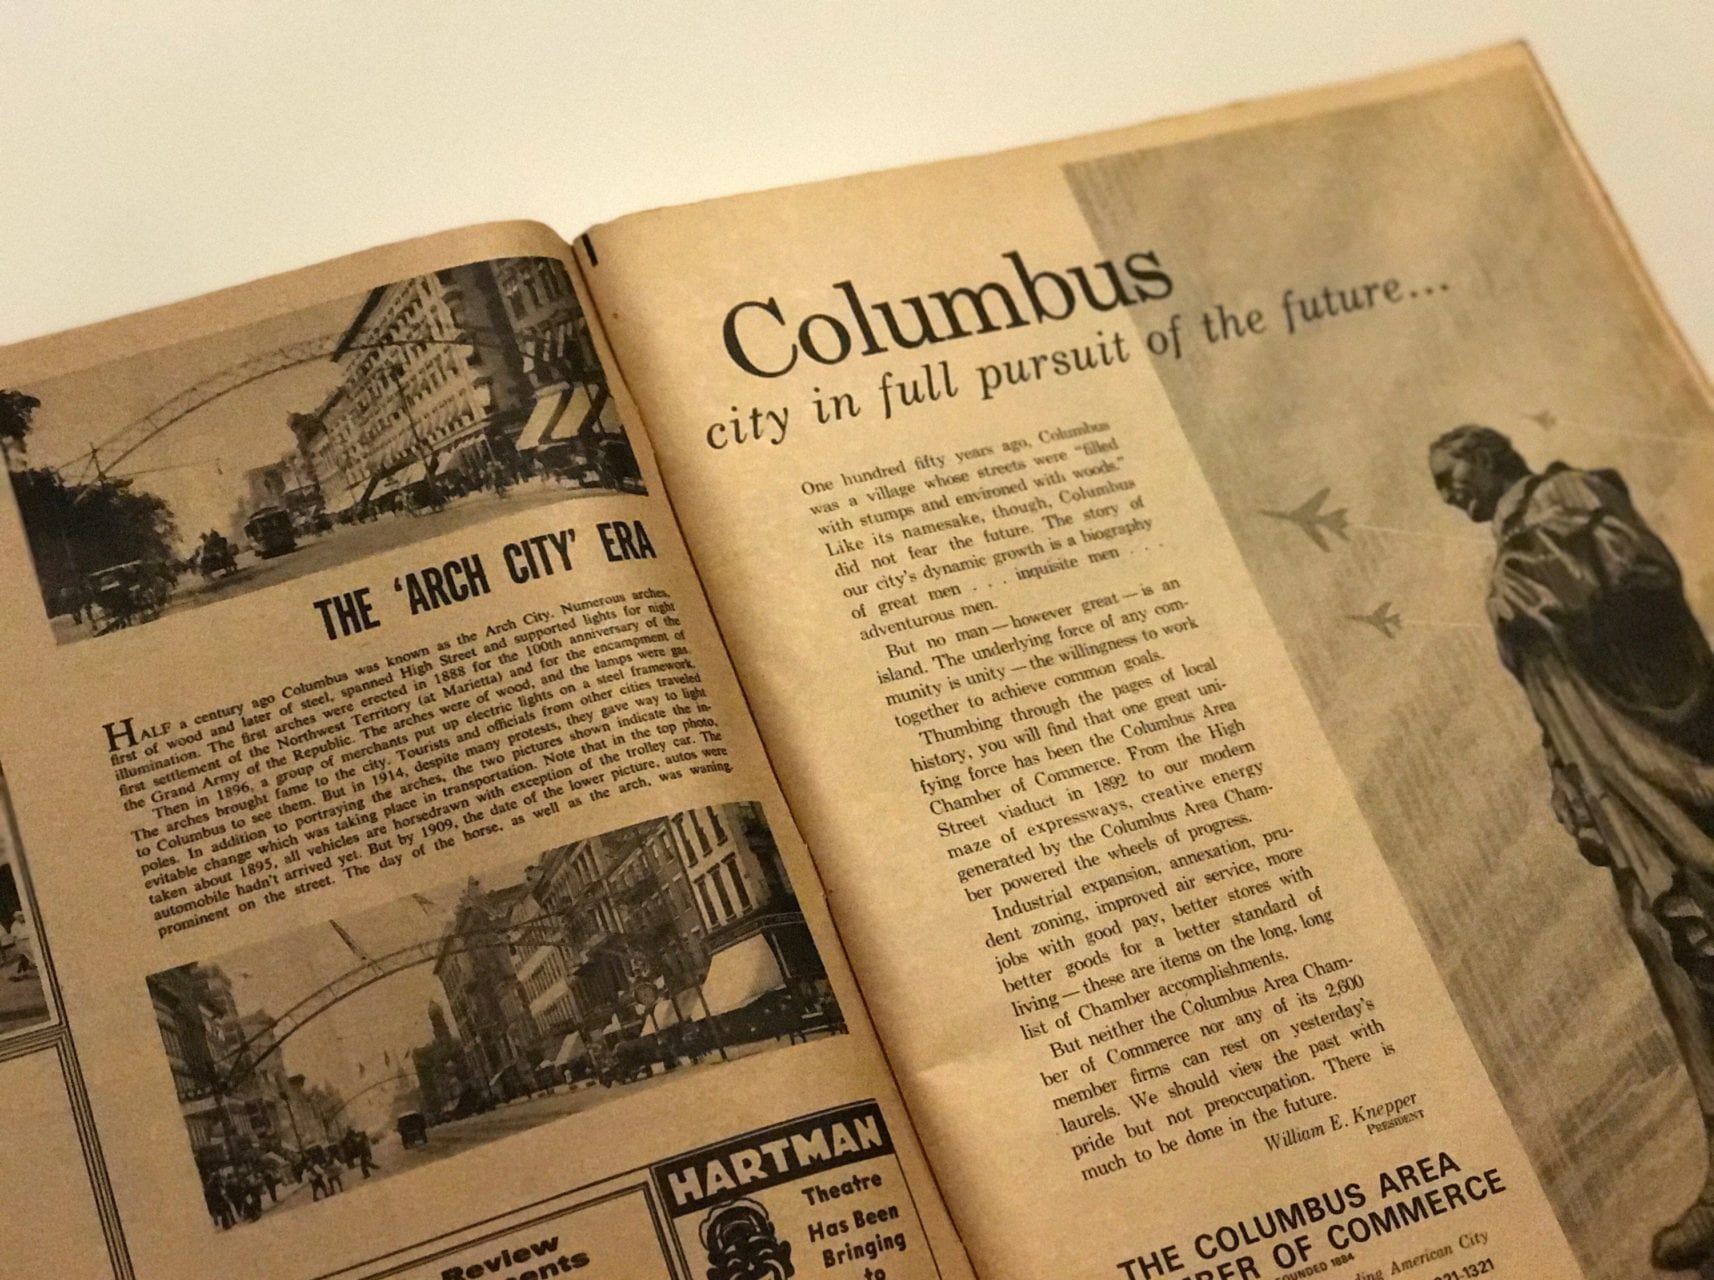 THE 'ARCH CITY' ERA
HALF a century ago Columbus was known as the Arch City. Numerous arches,
first of wood and later of steel, spanned High Street and supported lights for night
illumination. The first arches were erected in 1888 for the 100th anniversary of the
first settlement of the Northwest Territory (at Marietta) and for the encampment of
the Grand Army of the Republic. The arches were of wood, and the lamps were gas.
Then in 1896, a group of merchants put up electric lights on a steel framework.
The arches brought fame to the city. Tourists and officials from other cities traveled
to Columbus to see them. But in 1914, despite many protests, they gave way to light
poles. In addition to portraying the arches, the two pictures shown indicate the in-
evitable change which was taking place in transportation. Note that in the top photo,
taken about 1895, all vehicles are horsedrawn with exception of the trolley car. The
automobile hadn't arrived yet. But by 1909, the date of the lower picture, autos were
prominent on the street. The day of the horse, as well as the arch, was waning.
Review
ents
HARTMAN
Theatre
Has Been
Bringing
to
Columbus
city in full pursuit of the future...
One hundred fifty years ago, Columbus
was a village whose streets were "filled
with stumps and environed with woods."
Like its namesake, though, Columbus
did not fear the future. The story of
our city's dynamic growth is a biography
of great men . . . inquisite men . . .
adventurous men.
But no man — however great — is an
island. The underlying force of any com-
munity is unity — the willingness to work
together to achieve common goals.
Thumbing through the pages of local
history, you will find that one great uni-
fying force has been the Columbus Area
Chamber of Commerce. From the High
Street viaduct in 1892 to our modern
maze of expressways, creative energy
generated by the Columbus Area Cham-
ber powered the wheels of progress.
Industrial expansion, annexation, pru-
dent zoning, improved air service, more
jobs with good pay, better stores with
better goods for a better standard of
living — these are items on the long, long
list of Chamber accomplishments.
But neither the Columbus Area Cham-
ber of Commerce nor any of its 2,600
member firms can rest on yesterday's
laurels. We should view the past with
pride but not preoccupation. There is
much to be done in the future.
William E. Knepper
PRESIDENT
THE COLUMBUS AREA
BER OF COMMERCE
FOUNDED 1884
ding American City
21-1321